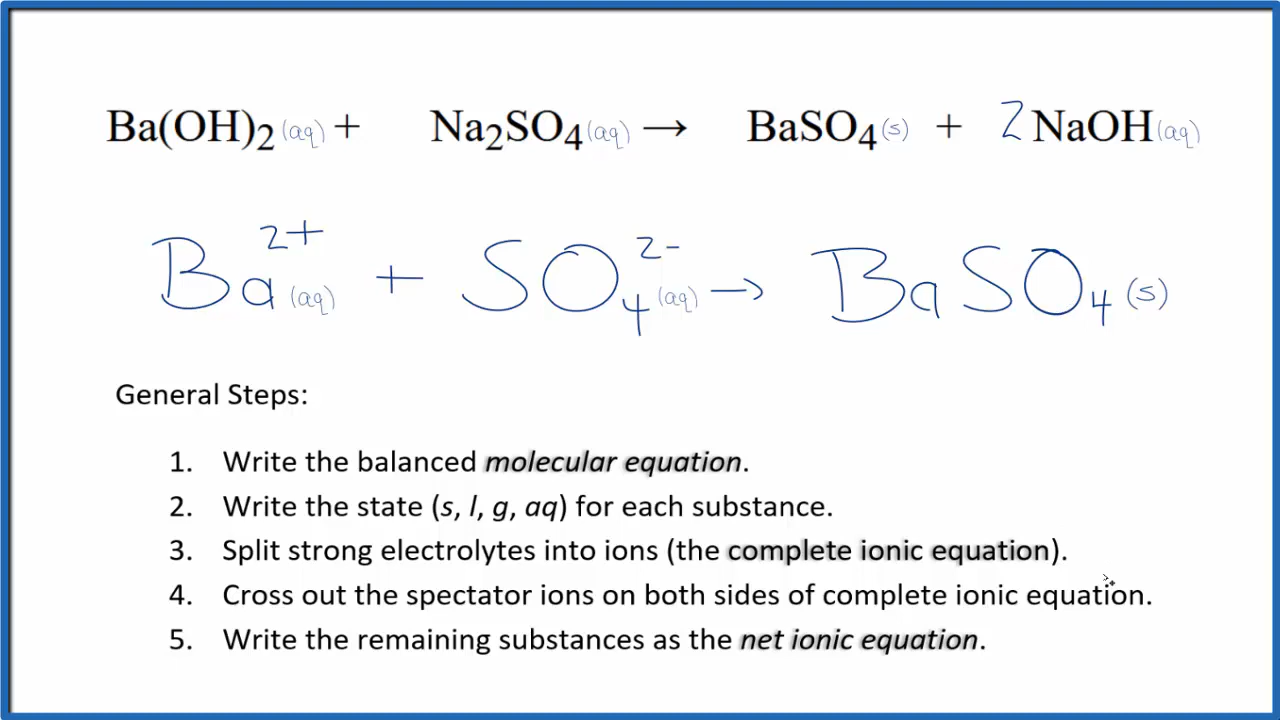 Ba(OH)₂(aq) + Na₂SO₄(aq) → BaSO₄(s) + 2NaOH(aq)
Ba²⁺(aq) + SO₄²⁻(aq) → BaSO₄(s)
General Steps:
1. Write the balanced molecular equation.
2. Write the state (s, l, g, aq) for each substance.
3. Split strong electrolytes into ions (the complete ionic equation).
4. Cross out the spectator ions on both sides of complete ionic equation.
5. Write the remaining substances as the net ionic equation.